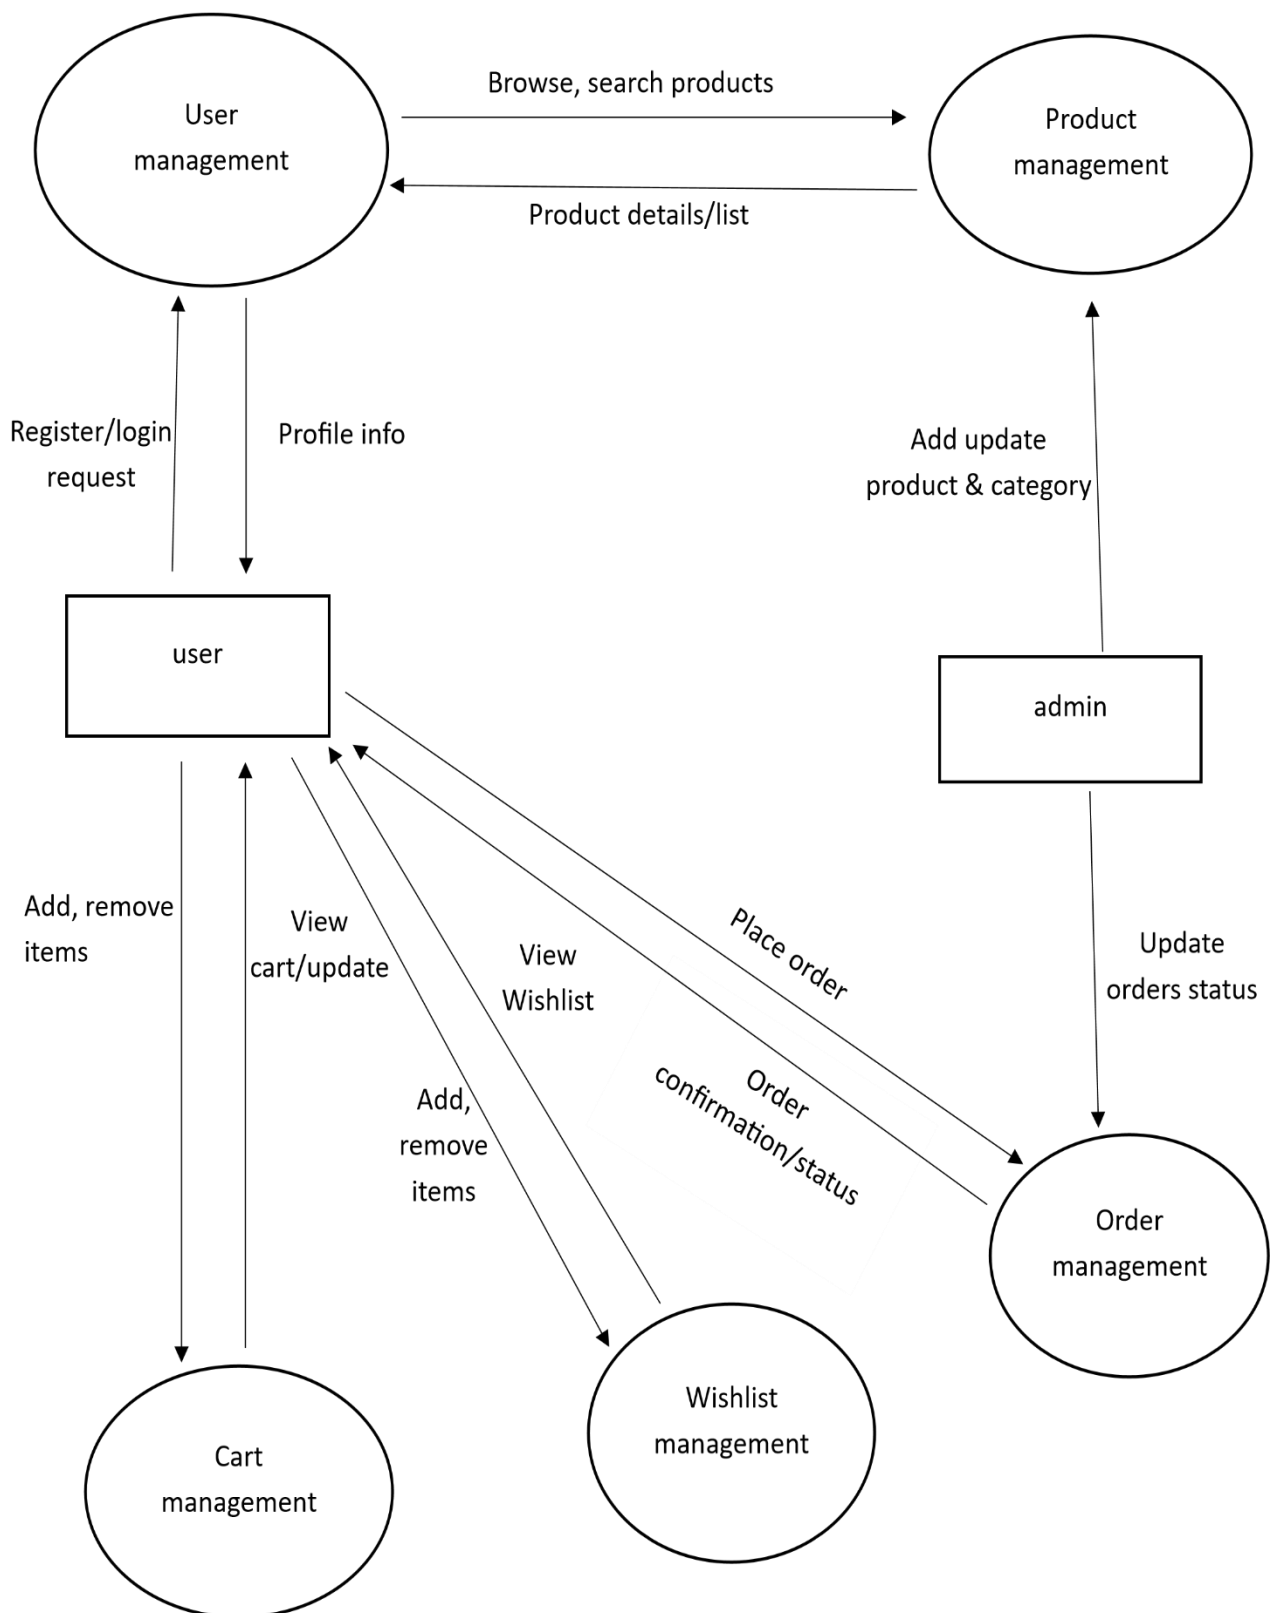 Browse, search products
User
management
Product
management
Product details/list
Register/login
request
Profile info
Add update
product & category
user
admin
Add, remove
items
View
cart/update
View
Wishlist
Place order
Update
orders status
Order
confirmation/status
Add,
remove
items
Order
management
Wishlist
management
Cart
management